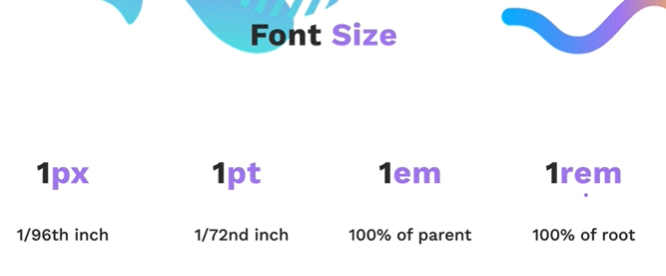 Font Size
1px
1pt
1em
1rem
1/96th inch
1/72nd inch
100% of parent
100% of root